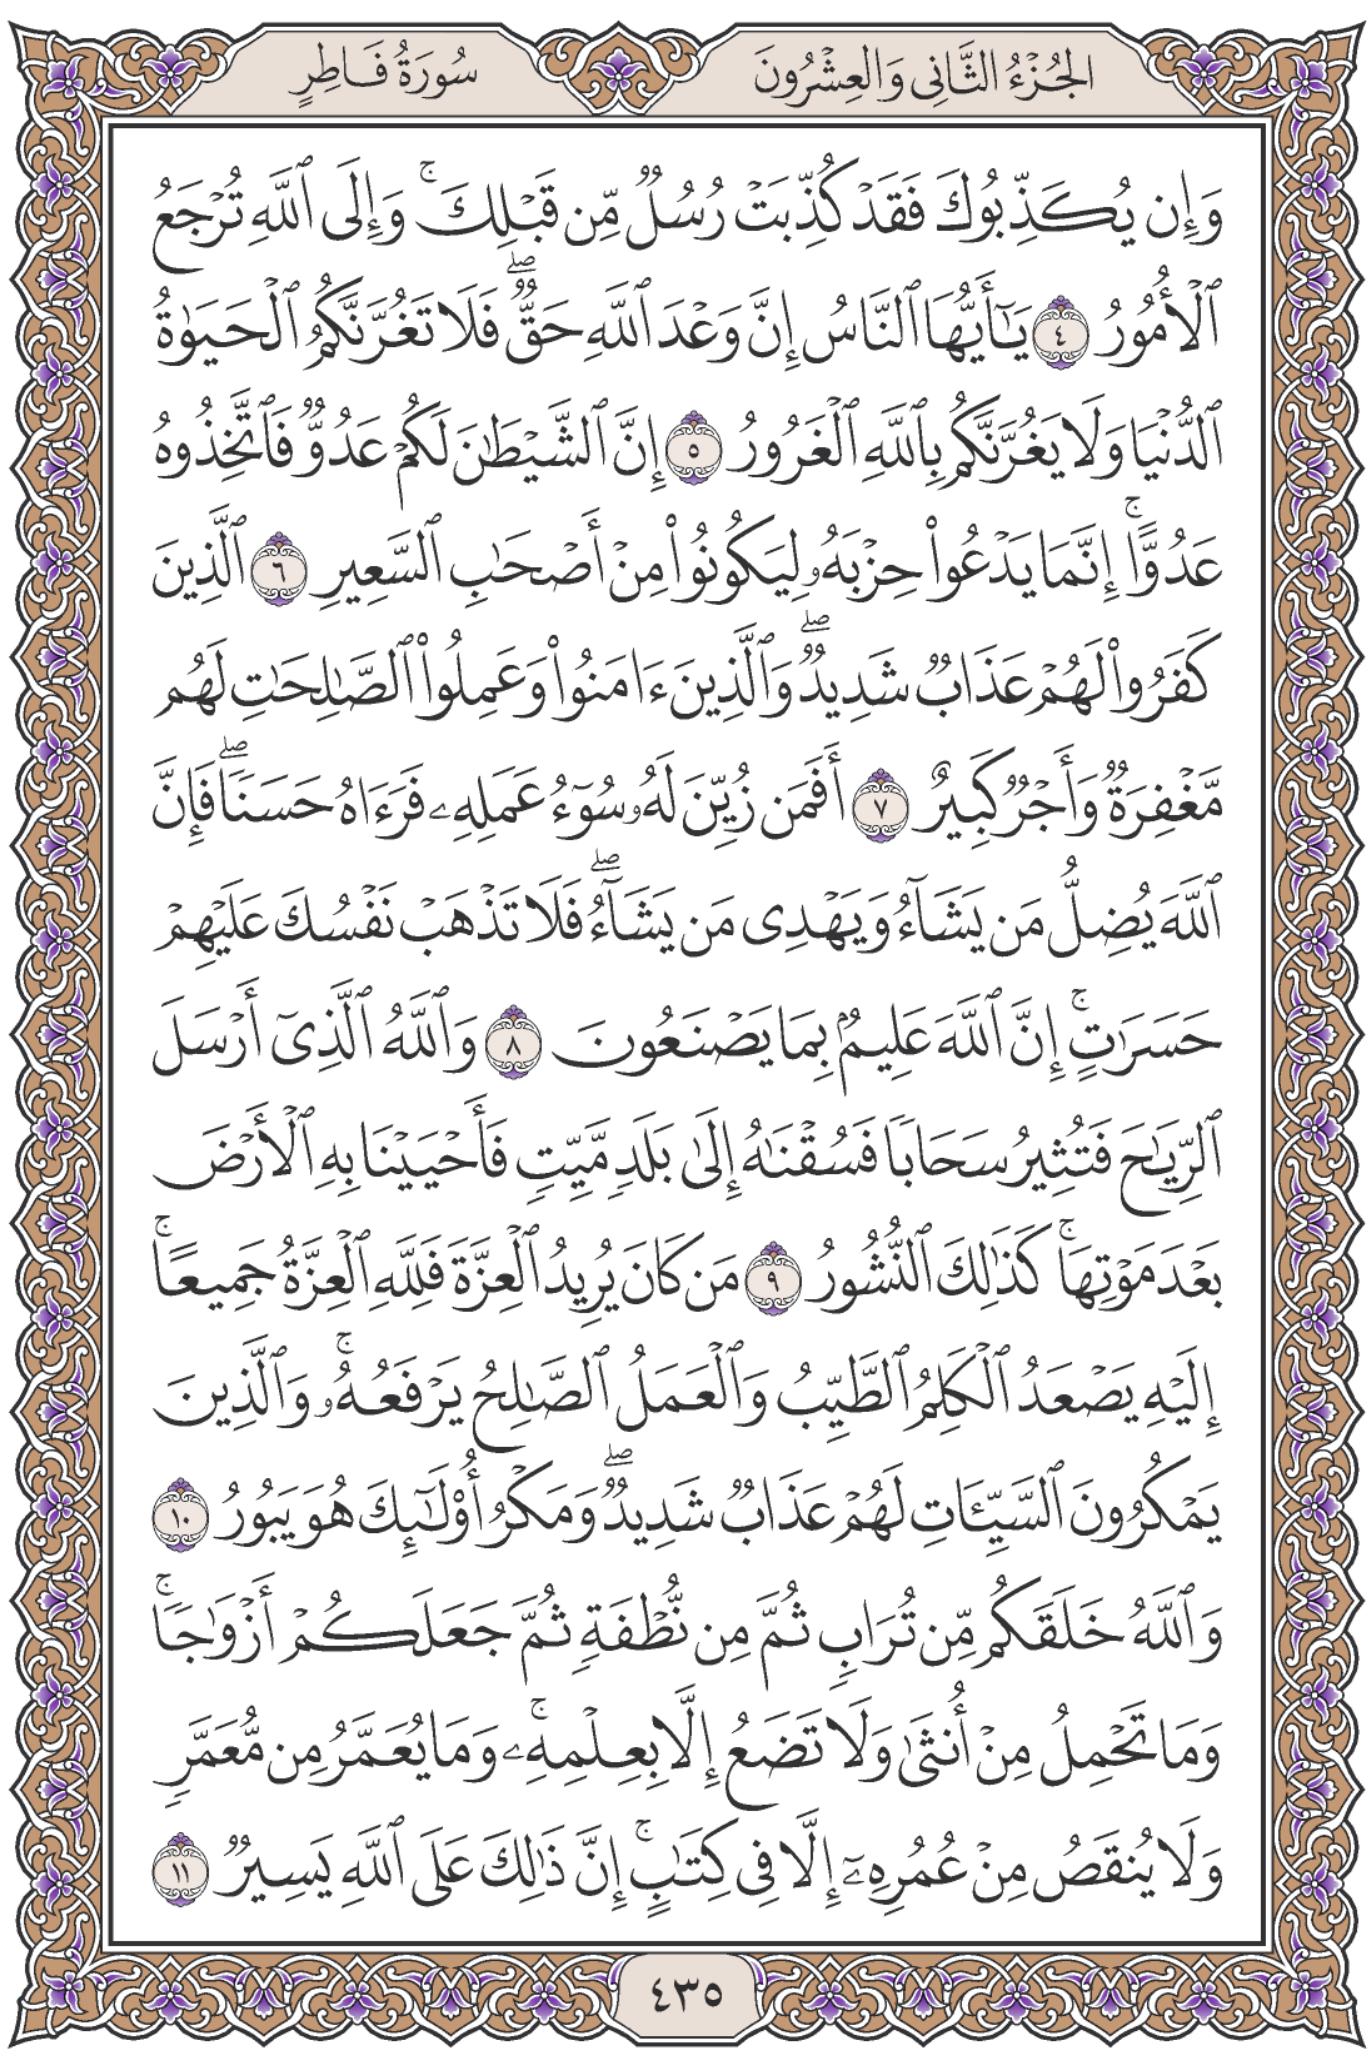 الجُزْءُ الثَّانِي وَالعِشْرُونَ
سُورَةُ فَاطِرٍ
وَإِن يُكَذِّبُوكَ فَقَدْ كُذِّبَتْ رُسُلٌ مِّن قَبْلِكَ ۚ وَإِلَى ٱللَّهِ تُرْجَعُ
ٱلْأُمُورُ ٤ يَـٰٓأَيُّهَا ٱلنَّاسُ إِنَّ وَعْدَ ٱللَّهِ حَقٌّ ۖ فَلَا تَغُرَّنَّكُمُ ٱلْحَيَوٰةُ
ٱلدُّنْيَا وَلَا يَغُرَّنَّكُم بِٱللَّهِ ٱلْغَرُورُ ٥ إِنَّ ٱلشَّيْطَـٰنَ لَكُمْ عَدُوٌّ فَٱتَّخِذُوهُ
عَدُوًّا ۚ إِنَّمَا يَدْعُوا۟ حِزْبَهُۥ لِيَكُونُوا۟ مِنْ أَصْحَـٰبِ ٱلسَّعِيرِ ٦ ٱلَّذِينَ
كَفَرُوا۟ لَهُمْ عَذَابٌ شَدِيدٌ ۖ وَٱلَّذِينَ ءَامَنُوا۟ وَعَمِلُوا۟ ٱلصَّـٰلِحَـٰتِ لَهُم
مَّغْفِرَةٌ وَأَجْرٌ كَبِيرٌ ٧ أَفَمَن زُيِّنَ لَهُۥ سُوٓءُ عَمَلِهِۦ فَرَءَاهُ حَسَنًا ۖ فَإِنَّ
ٱللَّهَ يُضِلُّ مَن يَشَآءُ وَيَهْدِى مَن يَشَآءُ ۖ فَلَا تَذْهَبْ نَفْسُكَ عَلَيْهِمْ
حَسَرَٰتٍ ۚ إِنَّ ٱللَّهَ عَلِيمٌۢ بِمَا يَصْنَعُونَ ٨ وَٱللَّهُ ٱلَّذِىٓ أَرْسَلَ
ٱلرِّيَـٰحَ فَتُثِيرُ سَحَابًا فَسُقْنَـٰهُ إِلَىٰ بَلَدٍ مَّيِّتٍ فَأَحْيَيْنَا بِهِ ٱلْأَرْضَ
بَعْدَ مَوْتِهَا ۚ كَذَٰلِكَ ٱلنُّشُورُ ٩ مَن كَانَ يُرِيدُ ٱلْعِزَّةَ فَلِلَّهِ ٱلْعِزَّةُ جَمِيعًا ۚ
إِلَيْهِ يَصْعَدُ ٱلْكَلِمُ ٱلطَّيِّبُ وَٱلْعَمَلُ ٱلصَّـٰلِحُ يَرْفَعُهُۥ ۚ وَٱلَّذِينَ
يَمْكُرُونَ ٱلسَّيِّـَٔاتِ لَهُمْ عَذَابٌ شَدِيدٌ ۖ وَمَكْرُ أُو۟لَـٰٓئِكَ هُوَ يَبُورُ ١٠
وَٱللَّهُ خَلَقَكُم مِّن تُرَابٍ ثُمَّ مِن نُّطْفَةٍ ثُمَّ جَعَلَكُمْ أَزْوَٰجًا ۚ
وَمَا تَحْمِلُ مِنْ أُنثَىٰ وَلَا تَضَعُ إِلَّا بِعِلْمِهِۦ ۚ وَمَا يُعَمَّرُ مِن مُّعَمَّرٍ
وَلَا يُنقَصُ مِنْ عُمُرِهِۦٓ إِلَّا فِى كِتَـٰبٍ ۚ إِنَّ ذَٰلِكَ عَلَى ٱللَّهِ يَسِيرٌ ١١
٤٣٥